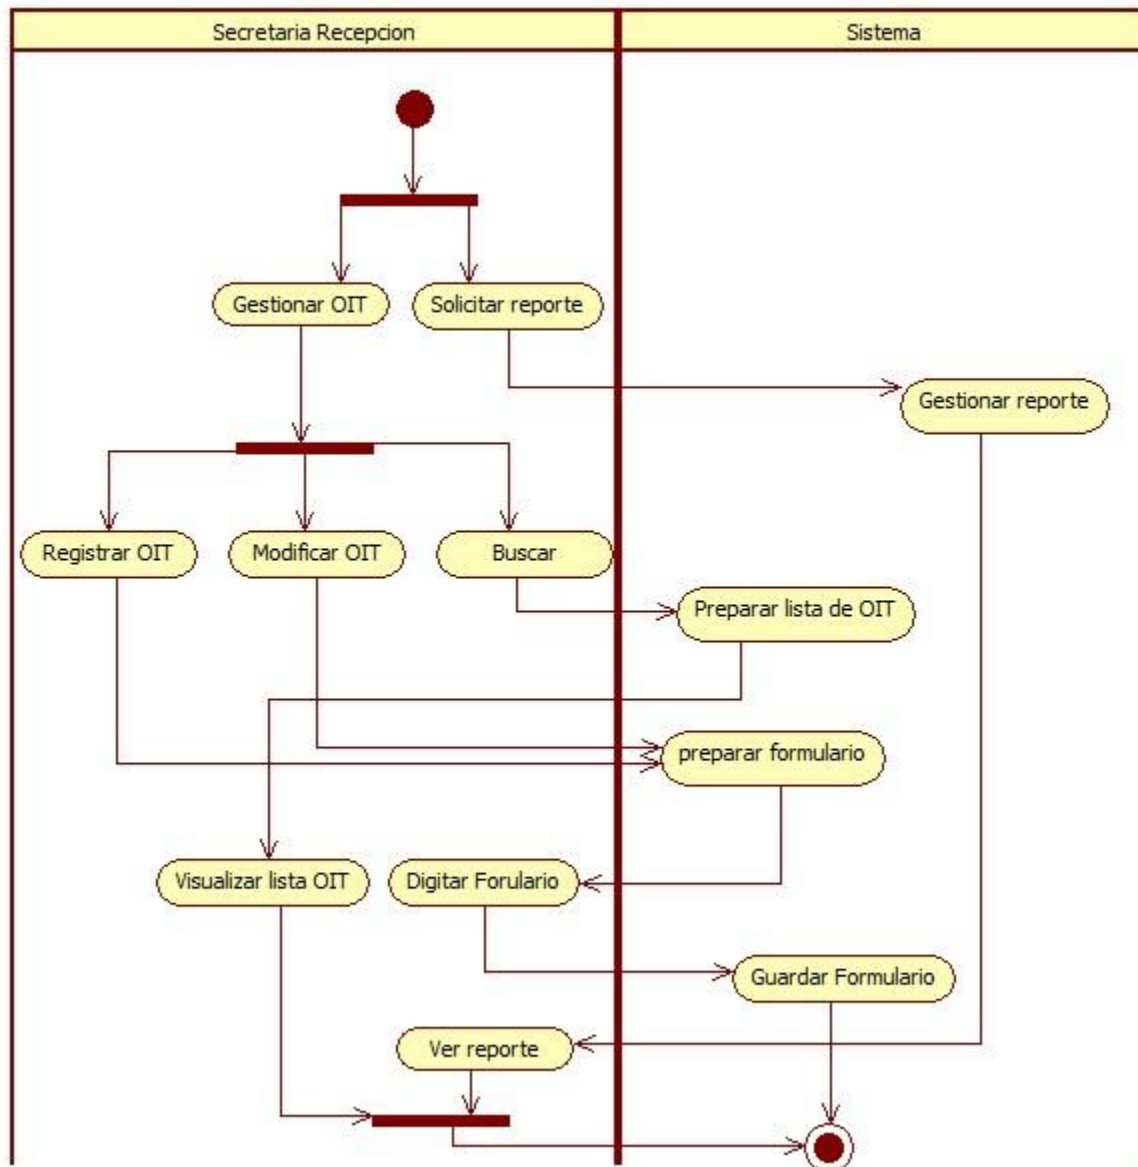 Secretaria Recepcion
Sistema
Gestionar OIT
Solicitar reporte
Gestionar reporte
Registrar OIT
Modificar OIT
Buscar
Preparar lista de OIT
preparar formulario
Visualizar lista OIT
Digitar Forulario
Guardar Formulario
Ver reporte